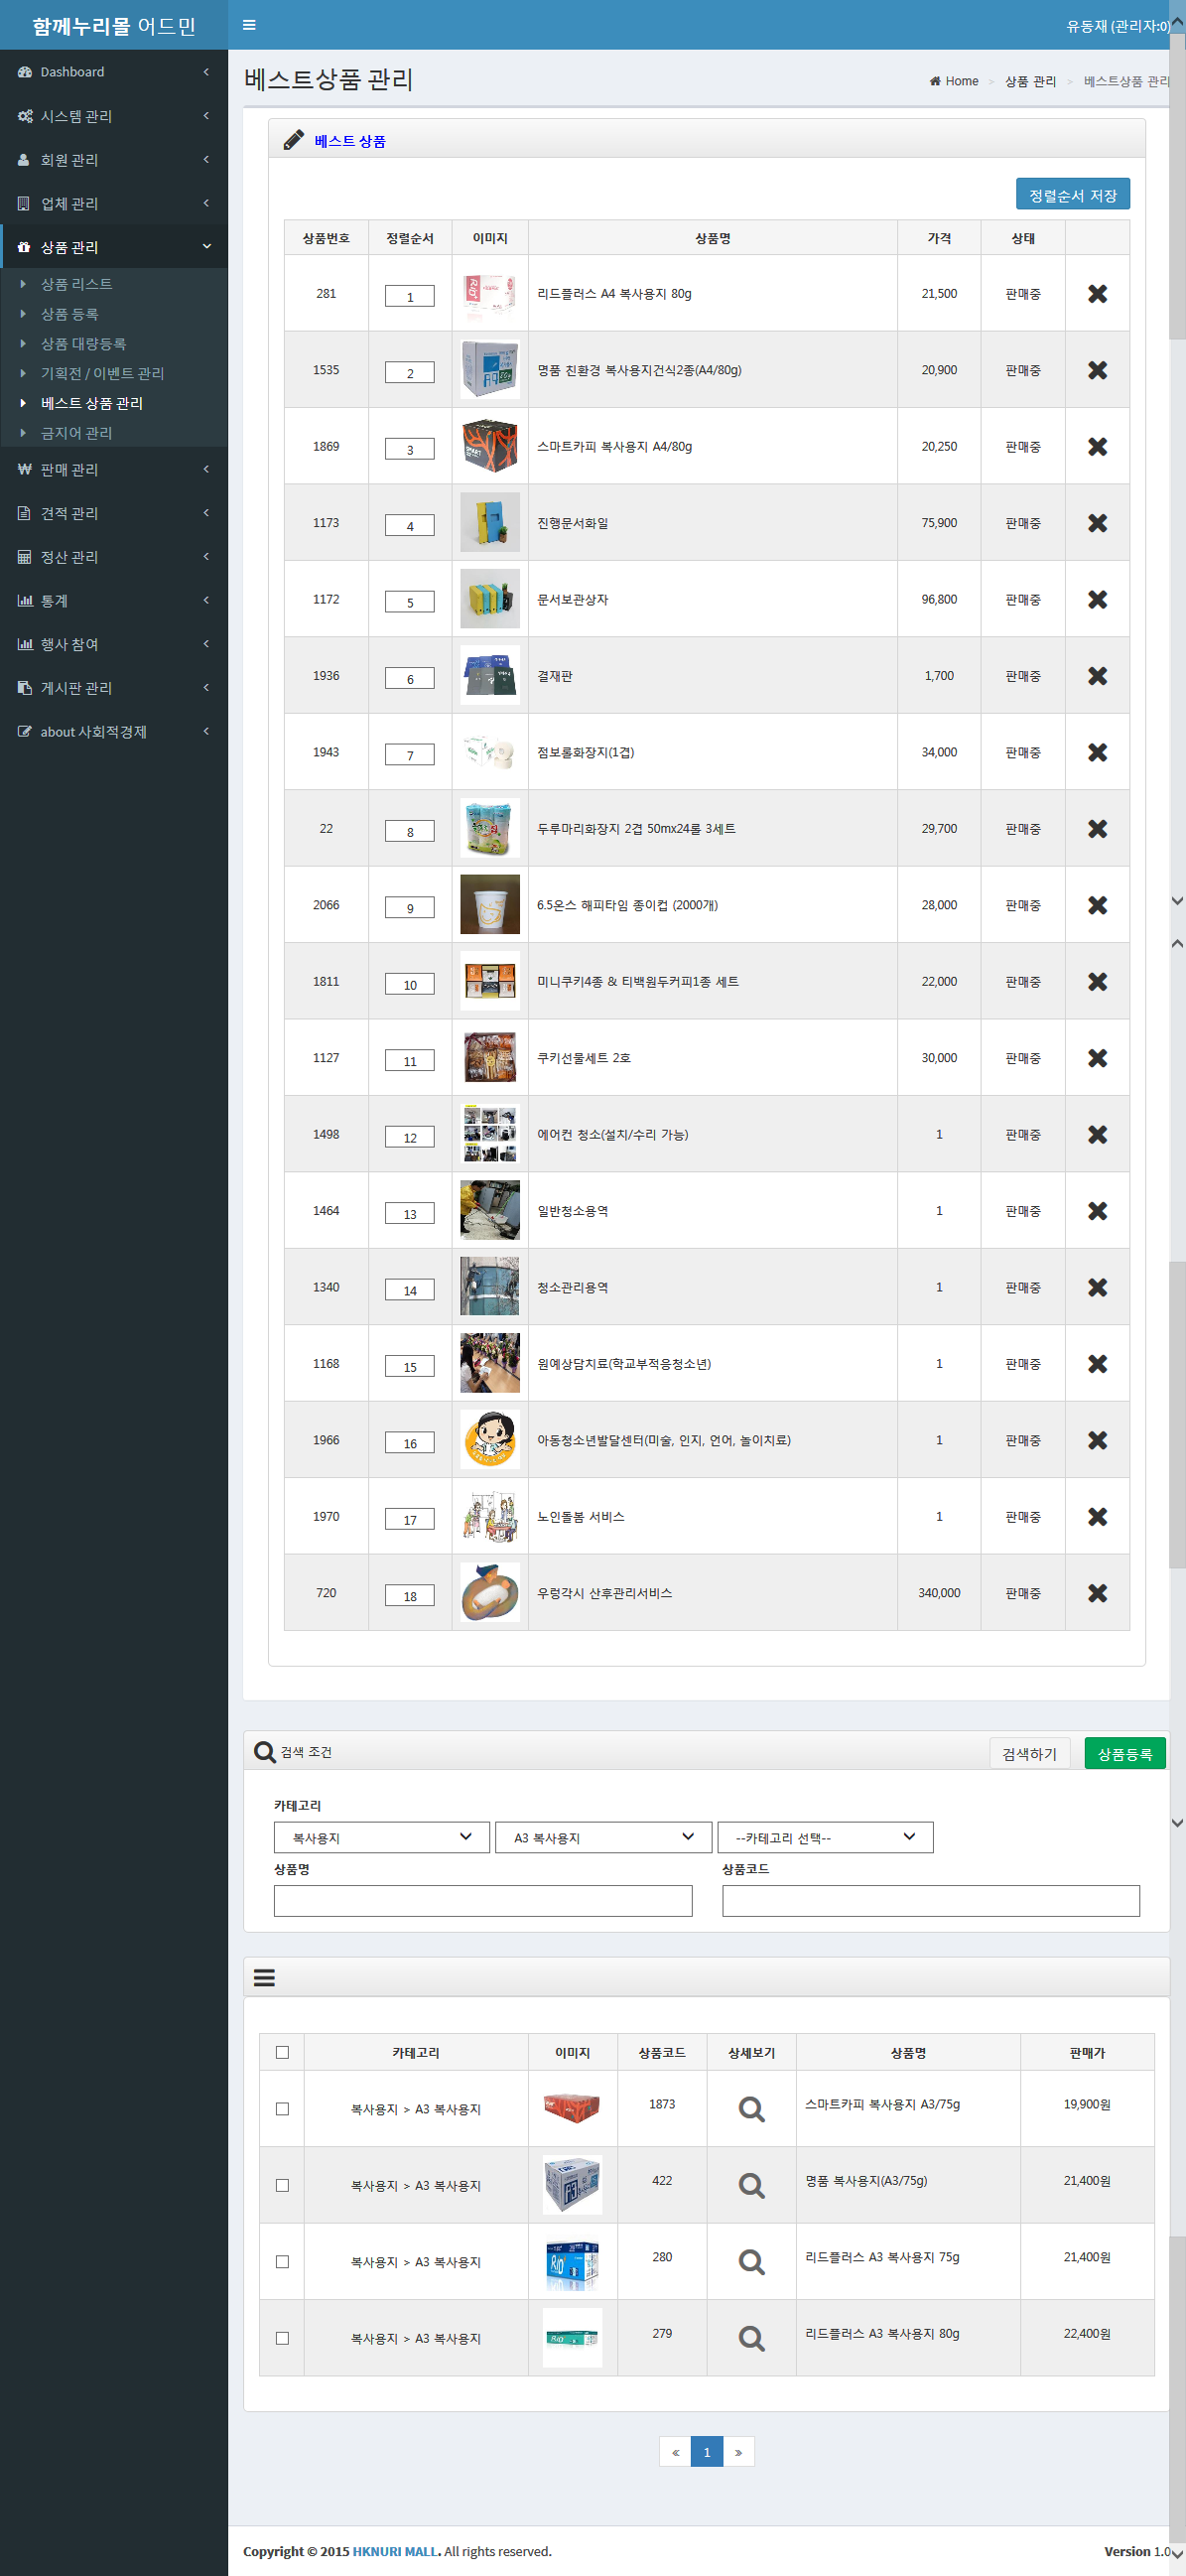 함께누리몰 어드민
유동재 (관리자:0)
Dashboard
시스템 관리
회원 관리
업체 관리
상품 관리
상품 리스트
상품 등록
상품 대량등록
기획전 / 이벤트 관리
베스트 상품 관리
금지어 관리
판매 관리
견적 관리
정산 관리
통계
행사 참여
게시판 관리
about 사회적경제
베스트상품 관리
Home > 상품 관리 > 베스트상품 관리
베스트 상품
정렬순서 저장
상품번호 정렬순서 이미지 상품명 가격 상태
281 1 리드플러스 A4 복사용지 80g 21,500 판매중
1535 2 명품 친환경 복사용지건식2종(A4/80g) 20,900 판매중
1869 3 스마트카피 복사용지 A4/80g 20,250 판매중
1173 4 진행문서화일 75,900 판매중
1172 5 문서보관상자 96,800 판매중
1936 6 결재판 1,700 판매중
1943 7 점보롤화장지(1겹) 34,000 판매중
22 8 두루마리화장지 2겹 50mx24롤 3세트 29,700 판매중
2066 9 6.5온스 해피타임 종이컵 (2000개) 28,000 판매중
1811 10 미니쿠키4종 & 티백원두커피1종 세트 22,000 판매중
1127 11 쿠키선물세트 2호 30,000 판매중
1498 12 에어컨 청소(설치/수리 가능) 1 판매중
1464 13 일반청소용역 1 판매중
1340 14 청소관리용역 1 판매중
1168 15 원예상담치료(학교부적응청소년) 1 판매중
1966 16 아동청소년발달센터(미술, 인지, 언어, 놀이치료) 1 판매중
1970 17 노인돌봄 서비스 1 판매중
720 18 우렁각시 산후관리서비스 340,000 판매중
검색 조건
검색하기 상품등록
카테고리
복사용지 A3 복사용지 --카테고리 선택--
상품명 상품코드
카테고리 이미지 상품코드 상세보기 상품명 판매가
복사용지 > A3 복사용지 1873 스마트카피 복사용지 A3/75g 19,900원
복사용지 > A3 복사용지 422 명품 복사용지(A3/75g) 21,400원
복사용지 > A3 복사용지 280 리드플러스 A3 복사용지 75g 21,400원
복사용지 > A3 복사용지 279 리드플러스 A3 복사용지 80g 22,400원
« 1 »
Copyright © 2015 HKNURI MALL. All rights reserved.
Version 1.0